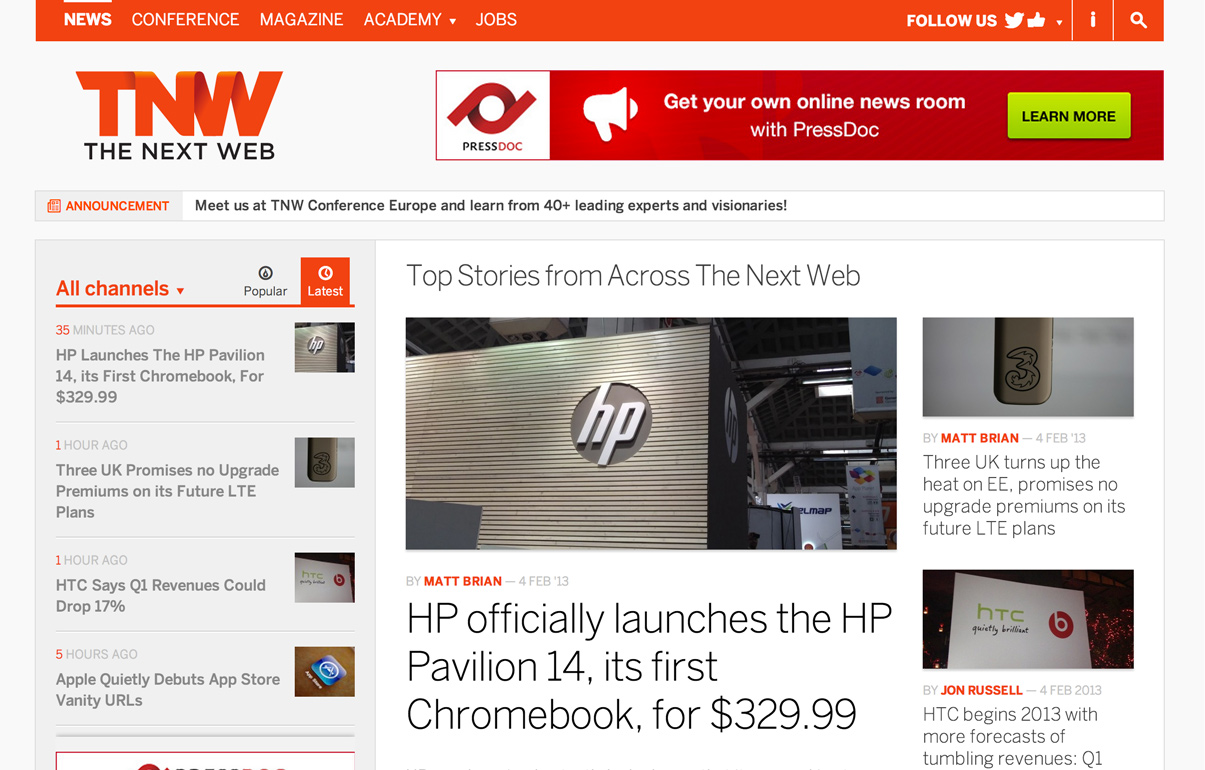 NEWS CONFERENCE MAGAZINE ACADEMY JOBS FOLLOW US
TNW
THE NEXT WEB
PRESSDOC
Get your own online news room
with PressDoc
LEARN MORE
ANNOUNCEMENT Meet us at TNW Conference Europe and learn from 40+ leading experts and visionaries!
All channels
Popular
Latest
35 MINUTES AGO
HP Launches The HP Pavilion
14, its First Chromebook, For
$329.99
hp
1 HOUR AGO
Three UK Promises no Upgrade
Premiums on its Future LTE
Plans
3
1 HOUR AGO
HTC Says Q1 Revenues Could
Drop 17%
htc
5 HOURS AGO
Apple Quietly Debuts App Store
Vanity URLs
App Store
Top Stories from Across The Next Web
hp
ELMAP
BY MATT BRIAN — 4 FEB '13
HP officially launches the HP
Pavilion 14, its first
Chromebook, for $329.99
3
BY MATT BRIAN — 4 FEB '13
Three UK turns up the
heat on EE, promises no
upgrade premiums on its
future LTE plans
htc
quietly brilliant
b
BY JON RUSSELL — 4 FEB 2013
HTC begins 2013 with
more forecasts of
tumbling revenues: Q1